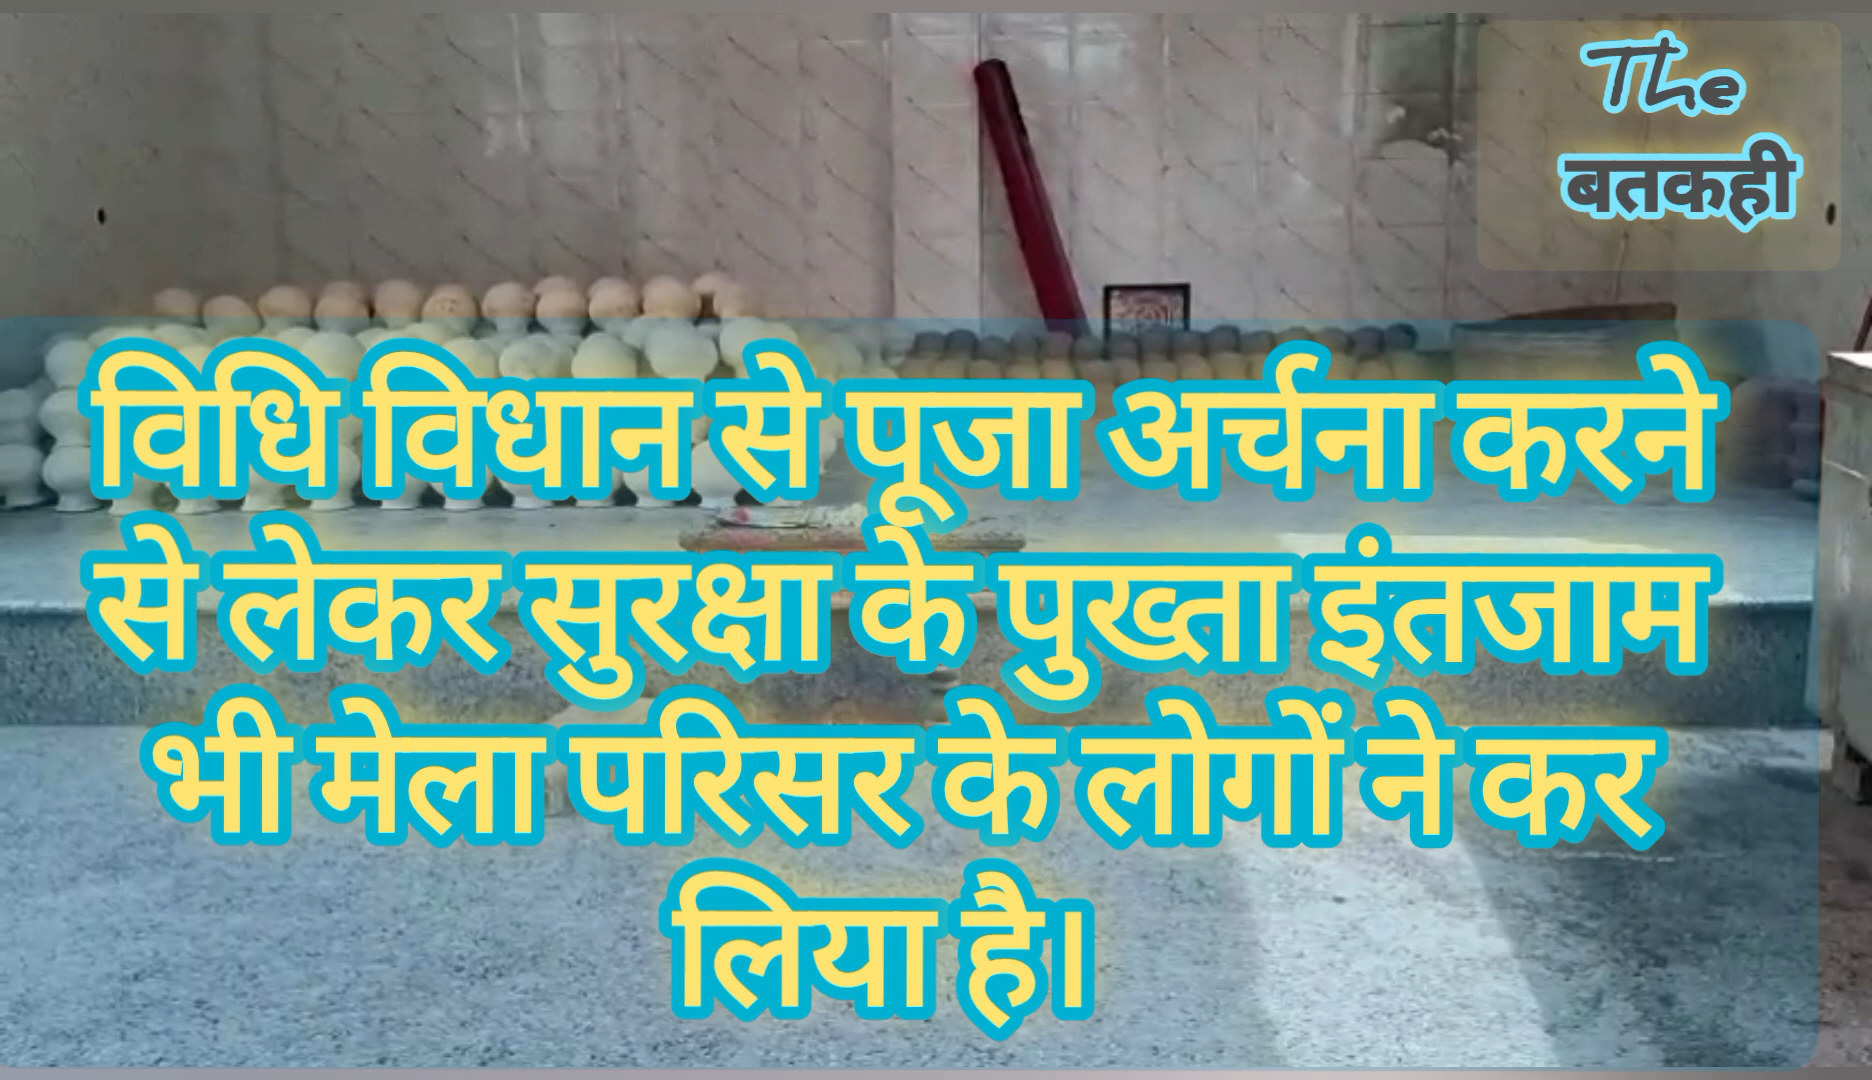 The
बतकही
विधि विधान से पूजा अर्चना करने
से लेकर सुरक्षा के पुख्ता इंतजाम
भी मेला परिसर के लोगों ने कर
लिया है।